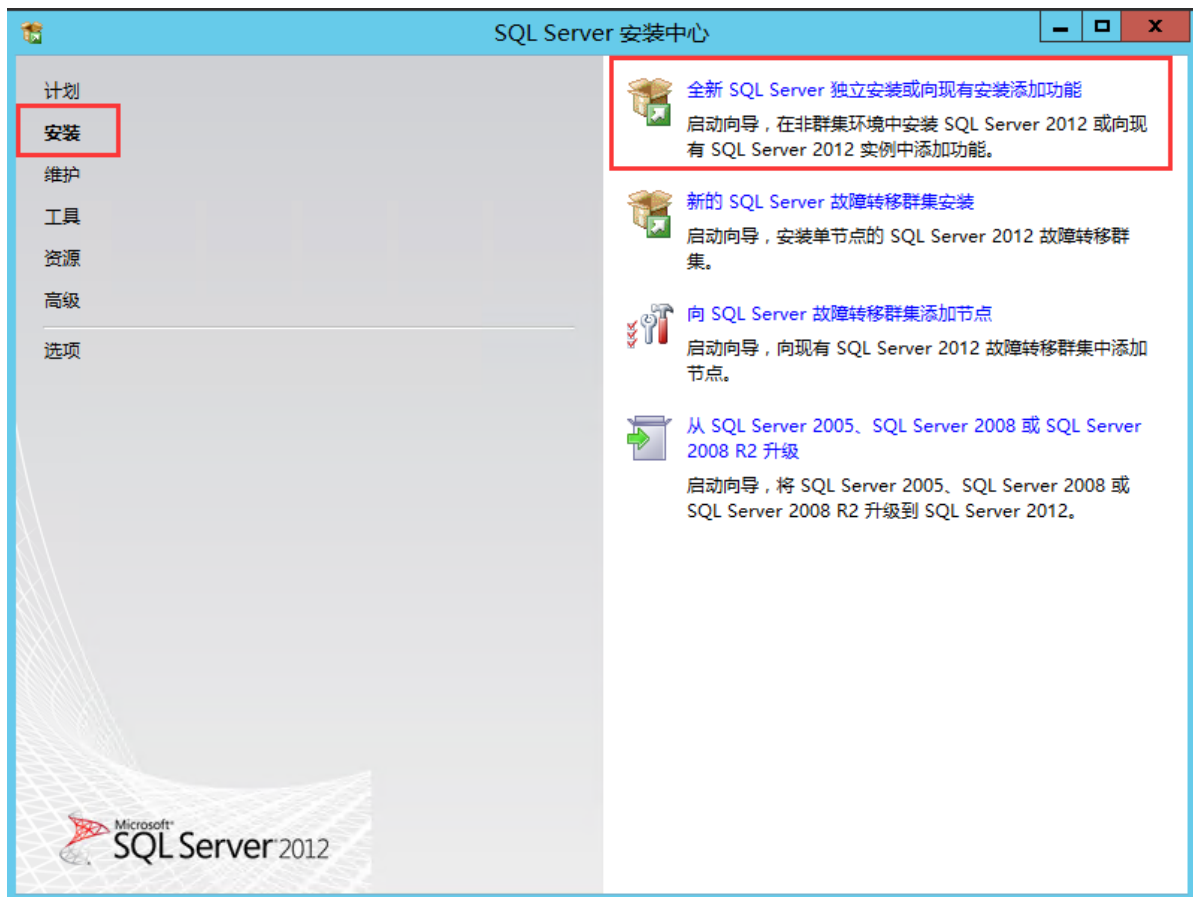 SQL Server 安装中心
计划
安装
维护
工具
资源
高级
选项
全新 SQL Server 独立安装或向现有安装添加功能
启动向导，在非群集环境中安装 SQL Server 2012 或向现
有 SQL Server 2012 实例中添加功能。
新的 SQL Server 故障转移群集安装
启动向导，安装单节点的 SQL Server 2012 故障转移群
集。
向 SQL Server 故障转移群集添加节点
启动向导，向现有 SQL Server 2012 故障转移群集中添加
节点。
从 SQL Server 2005、SQL Server 2008 或 SQL Server
2008 R2 升级
启动向导，将 SQL Server 2005、SQL Server 2008 或
SQL Server 2008 R2 升级到 SQL Server 2012。
Microsoft®
SQL Server® 2012